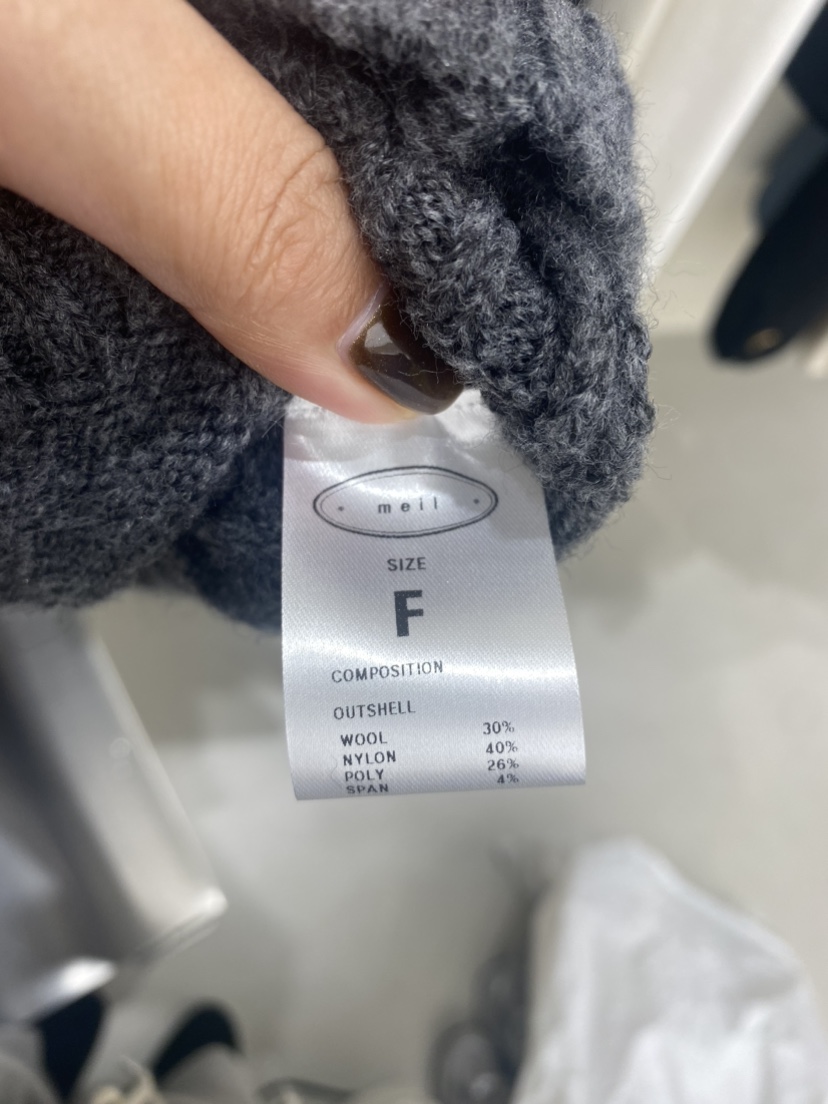 meil
SIZE
F
COMPOSITION
OUTSHELL
WOOL 30%
NYLON 40%
POLY 26%
SPAN 4%